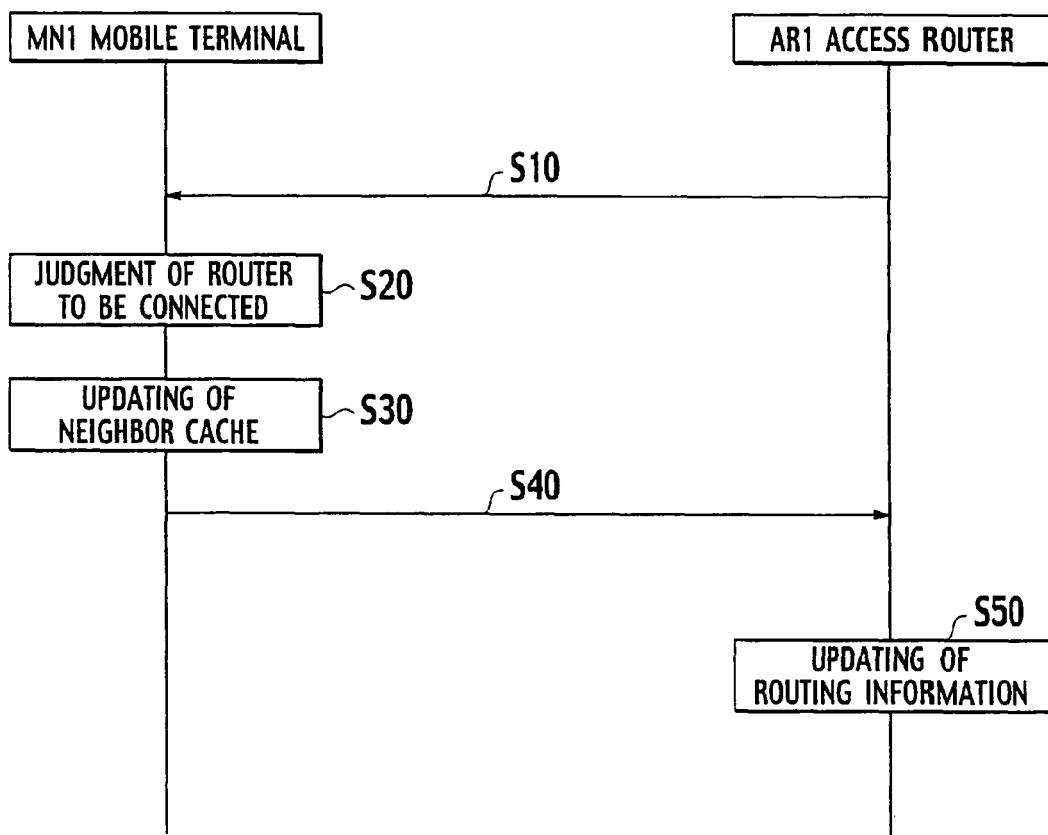 MN1 MOBILE TERMINAL
AR1 ACCESS ROUTER
S10
JUDGMENT OF ROUTER
TO BE CONNECTED
S20
UPDATING OF
NEIGHBOR CACHE
S30
S40
S50
UPDATING OF
ROUTING INFORMATION